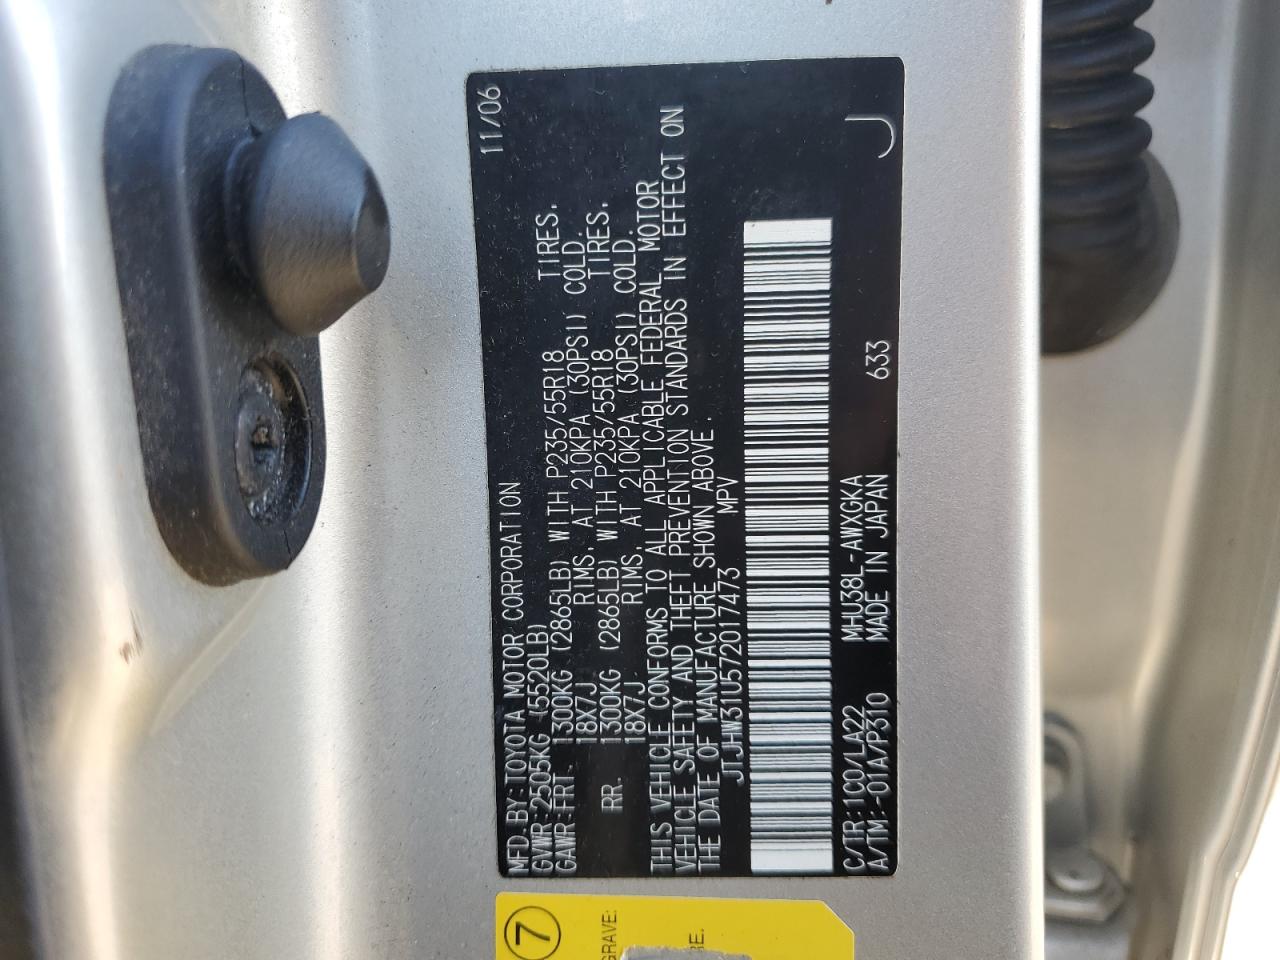 MFD.BY:TOYOTA MOTOR CORPORATION 11/06
GVWR:2505KG (5520LB)
GAWR:FRT. 1300KG (2865LB) WITH P235/55R18 TIRES,
18X7J RIMS, AT 210KPA (30PSI) COLD.
RR. 1300KG (2865LB) WITH P235/55R18 TIRES.
18X7J RIMS, AT 210KPA (30PSI) COLD.
THIS VEHICLE CONFORMS TO ALL APPLICABLE FEDERAL MOTOR
VEHICLE SAFETY AND THEFT PREVENTION STANDARDS IN EFFECT ON
THE DATE OF MANUFACTURE SHOWN ABOVE.
JTJHW31U572017473 MPV
C/TR:1C0/LA22 MHU38L-AWXGKA 633 J
A/TM:-01A/P310 MADE IN JAPAN
7
GRAVE:
RE.